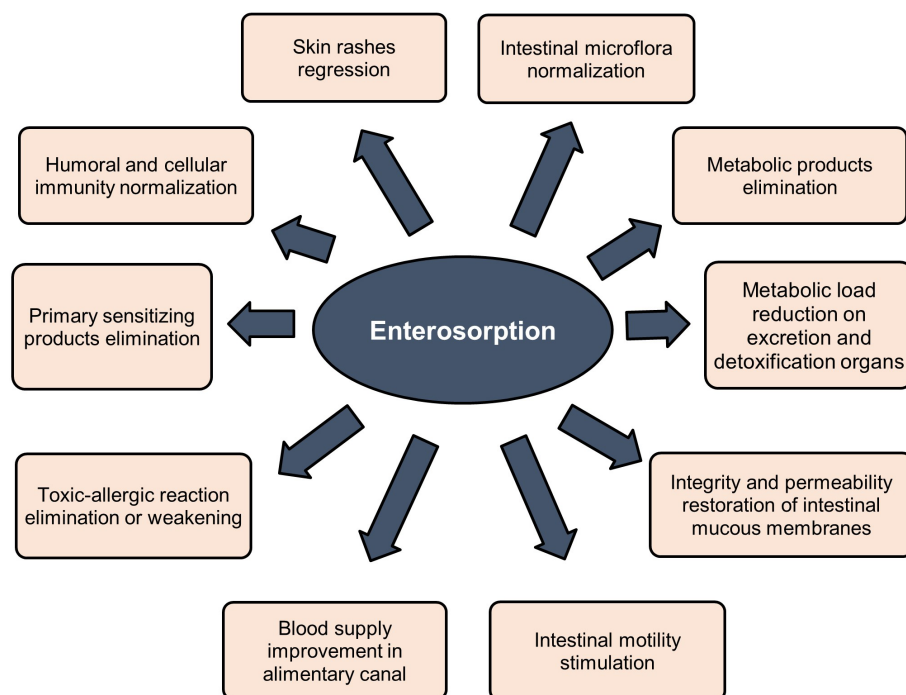 Skin rashes
regression
Intestinal microflora
normalization
Humoral and cellular
immunity normalization
Metabolic products
elimination
Primary sensitizing
products elimination
Enterosorption
Metabolic load
reduction on
excretion and
detoxification organs
Toxic-allergic reaction
elimination or weakening
Integrity and permeability
restoration of intestinal
mucous membranes
Blood supply
improvement in
alimentary canal
Intestinal motility
stimulation